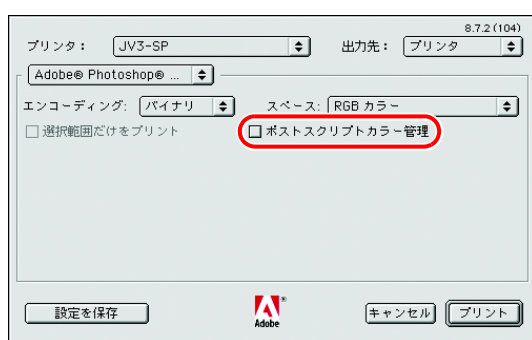 8.7.2 (104)
プリンタ： JV3-SP 出力先： プリンタ
Adobe® Photoshop® ...
エンコーディング: バイナリ スペース: RGB カラー
選択範囲だけをプリント ポストスクリプトカラー管理
設定を保存 Adobe® キャンセル プリント